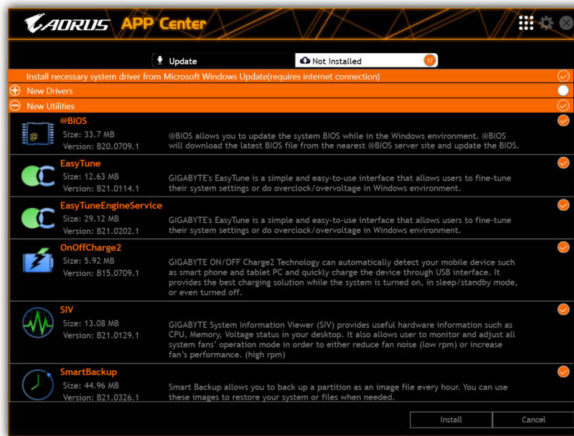 AORUS APP Center
Update
Not Installed
17
Install necessary system driver from Microsoft Windows Update(requires internet connection)
New Drivers
New Utilities
@BIOS
Size: 33.7 MB
Version: B20.0709.1
@BIOS allows you to update the system BIOS while in the Windows environment. @BIOS
will download the latest BIOS file from the nearest @BIOS server site and update the BIOS.
EasyTune
Size: 12.63 MB
Version: B21.0114.1
GIGABYTE's EasyTune is a simple and easy-to-use interface that allows users to fine-tune
their system settings or do overclock/overvoltage in Windows environment.
EasyTuneEngineService
Size: 29.12 MB
Version: B21.0202.1
GIGABYTE's EasyTune is a simple and easy-to-use interface that allows users to fine-tune
their system settings or do overclock/overvoltage in Windows environment.
OnOffCharge2
Size: 5.92 MB
Version: B15.0709.1
GIGABYTE ON/OFF Charge2 Technology can automatically detect your mobile device such
as smart phone and tablet PC and quickly charge the device through USB interface. It
provides the best charging solution while the system is turned on, in sleep/standby mode,
or even turned off.
SIV
Size: 13.08 MB
Version: B21.0129.1
GIGABYTE System Information Viewer (SIV) provides useful hardware information such as
CPU, Memory, Voltage status in your desktop. It also allows user to monitor and adjust all
system fans' operation mode in order to either reduce fan noise (low rpm) or increase
fan's performance. (high rpm)
SmartBackup
Size: 44.96 MB
Version: B21.0326.1
Smart Backup allows you to back up a partition as an image file every hour. You can use
these images to restore your system or files when needed.
Install
Cancel